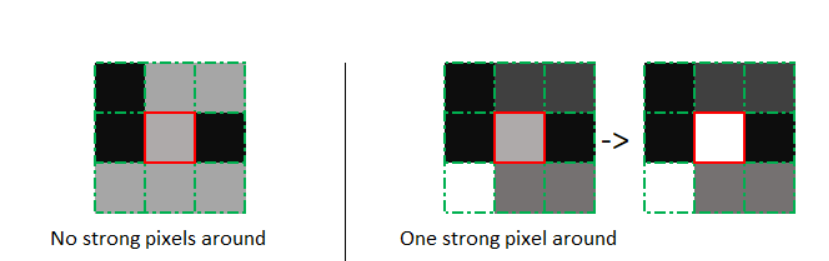 ->
No strong pixels around
One strong pixel around